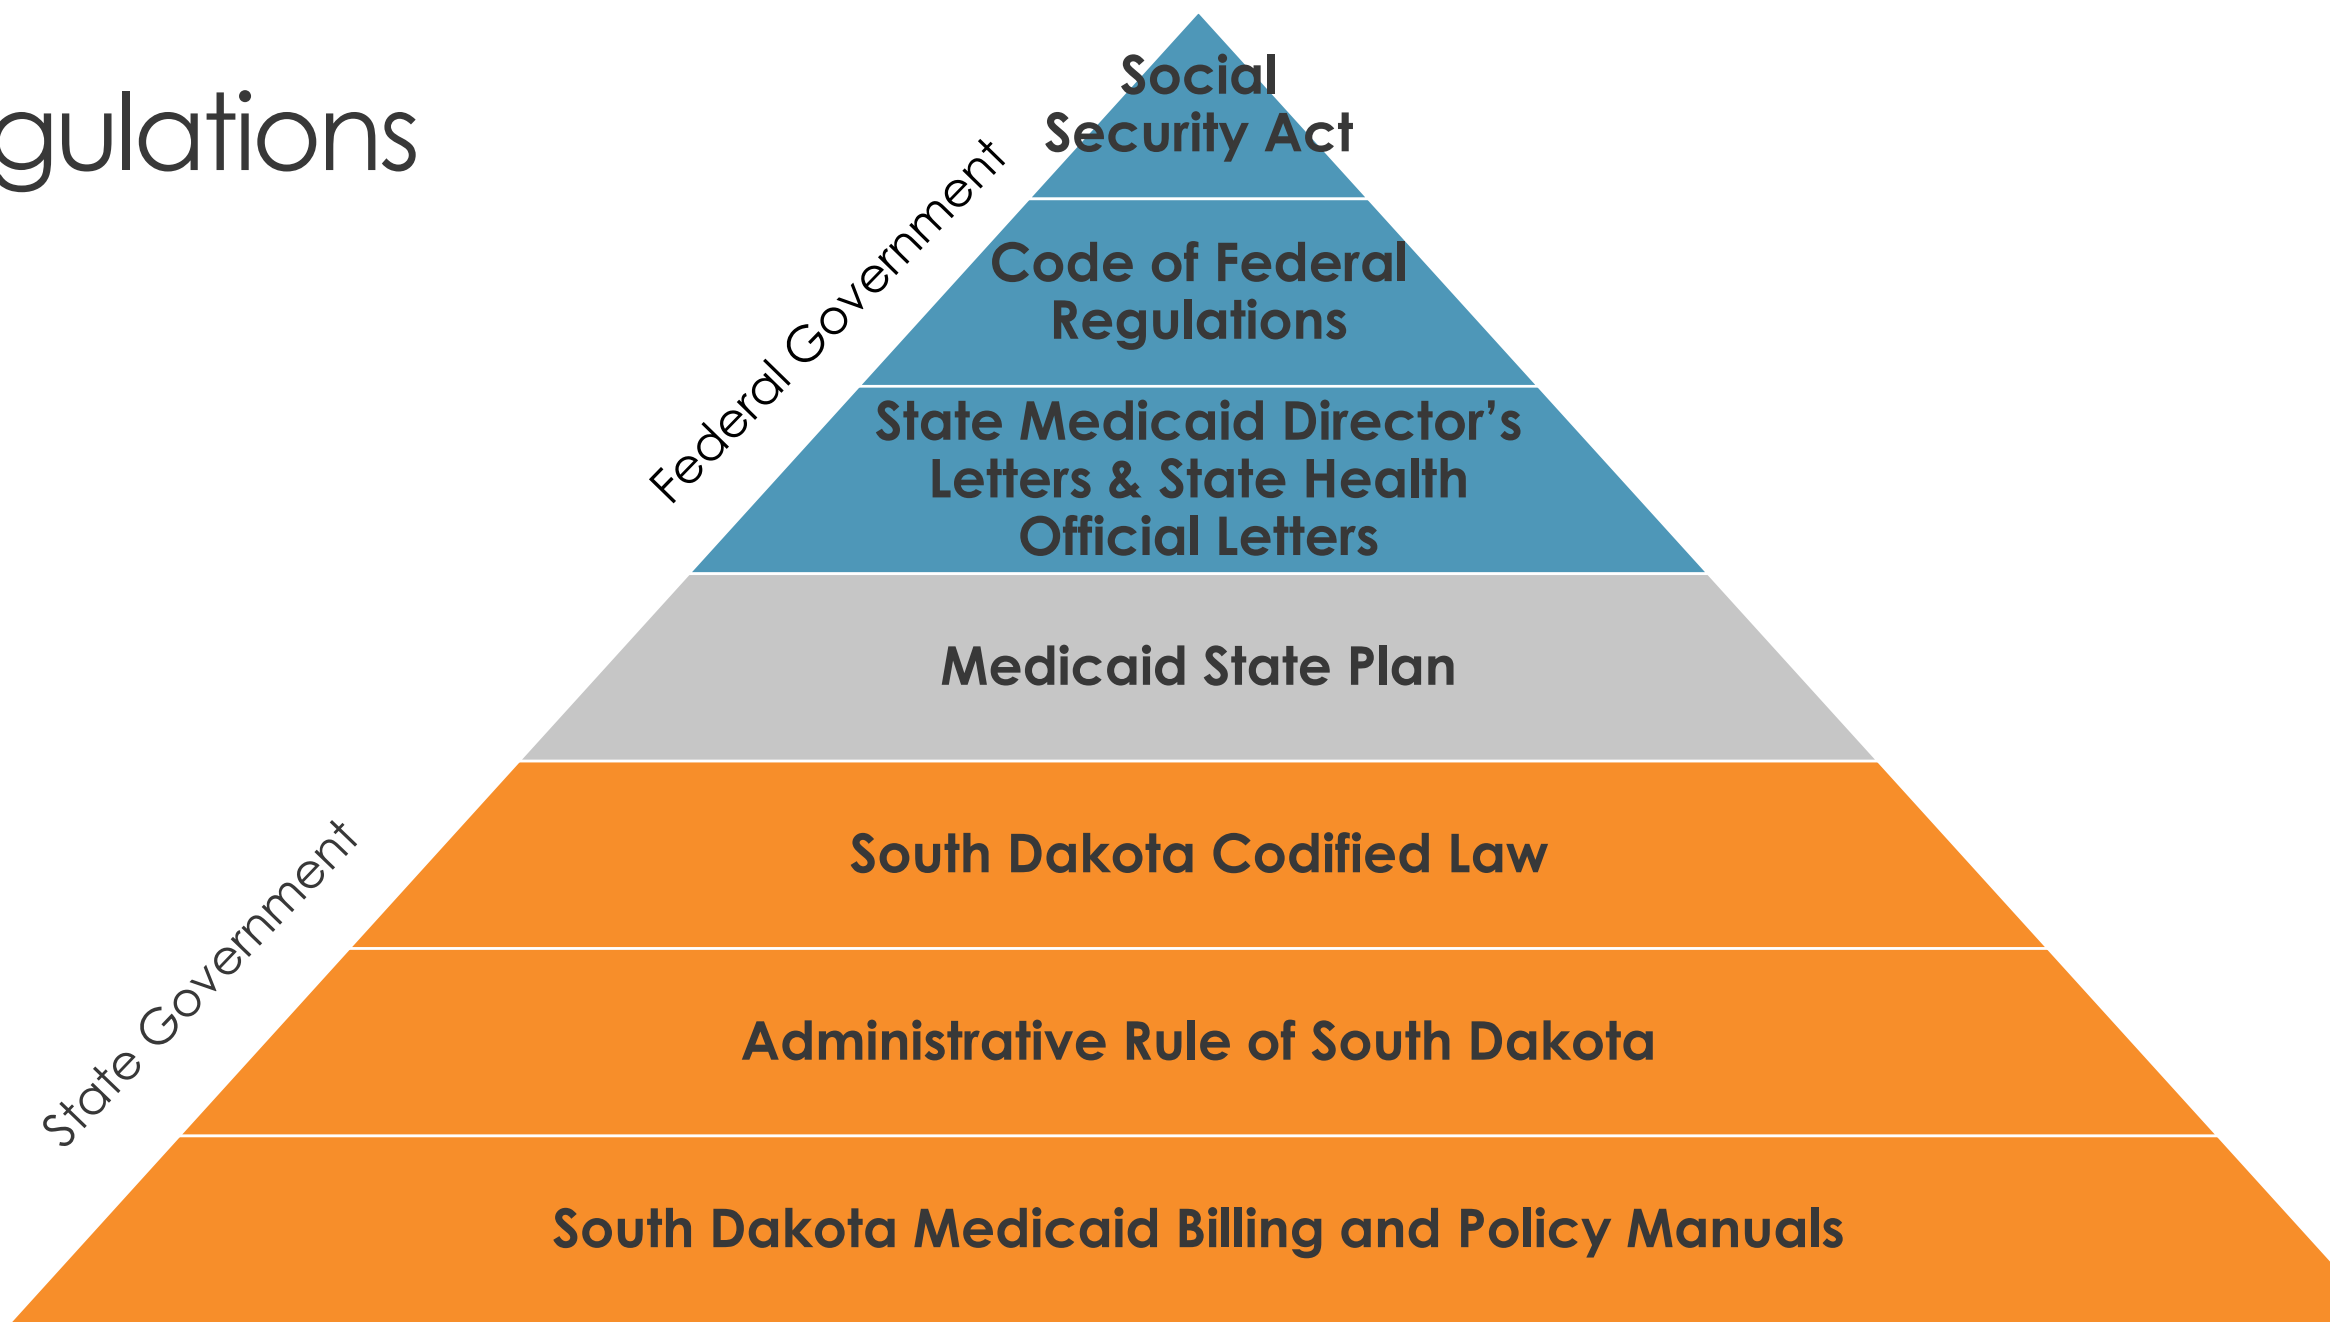 gulations
Social
Security Act
Federal Government
Code of Federal
Regulations
State Medicaid Director’s
Letters & State Health
Official Letters
Medicaid State Plan
State Government
South Dakota Codified Law
Administrative Rule of South Dakota
South Dakota Medicaid Billing and Policy Manuals